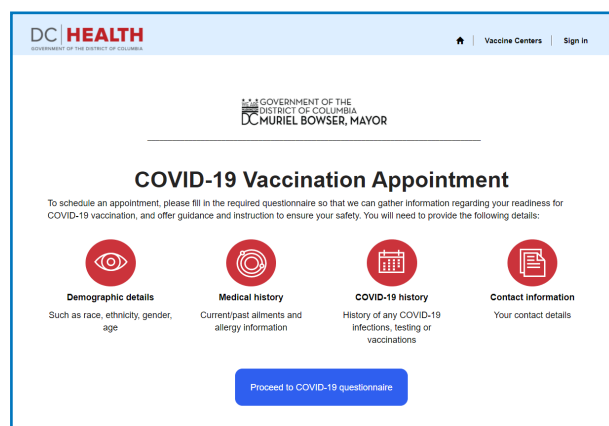 DC HEALTH
GOVERNMENT OF THE DISTRICT OF COLUMBIA
Vaccine Centers
Sign in
GOVERNMENT OF THE
DISTRICT OF COLUMBIA
DC MURIEL BOWSER, MAYOR
COVID-19 Vaccination Appointment
To schedule an appointment, please fill in the required questionnaire so that we can gather information regarding your readiness for
COVID-19 vaccination, and offer guidance and instruction to ensure your safety. You will need to provide the following details:
Demographic details
Such as race, ethnicity, gender,
age
Medical history
Current/past ailments and
allergy information
COVID-19 history
History of any COVID-19
infections, testing or
vaccinations
Contact information
Your contact details
Proceed to COVID-19 questionnaire